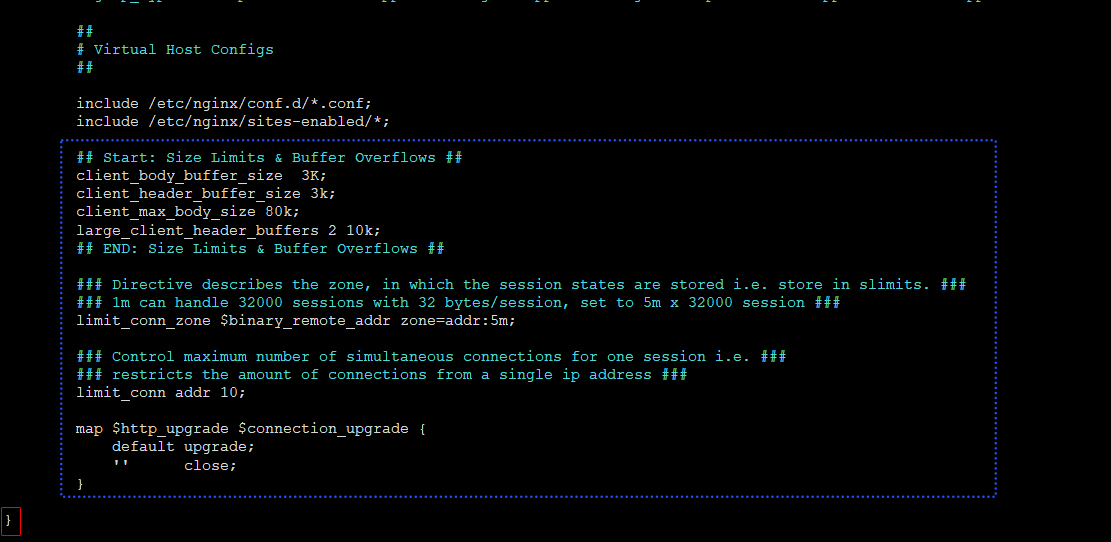 ##
# Virtual Host Configs
##
include /etc/nginx/conf.d/*.conf;
include /etc/nginx/sites-enabled/*;
## Start: Size Limits & Buffer Overflows ##
client_body_buffer_size  3K;
client_header_buffer_size 3k;
client_max_body_size 80k;
large_client_header_buffers 2 10k;
## END: Size Limits & Buffer Overflows ##
### Directive describes the zone, in which the session states are stored i.e. store in slimits. ###
### 1m can handle 32000 sessions with 32 bytes/session, set to 5m x 32000 session ###
limit_conn_zone $binary_remote_addr zone=addr:5m;
### Control maximum number of simultaneous connections for one session i.e. ###
### restricts the amount of connections from a single ip address ###
limit_conn addr 10;
map $http_upgrade $connection_upgrade {
    default upgrade;
    ''      close;
}
}